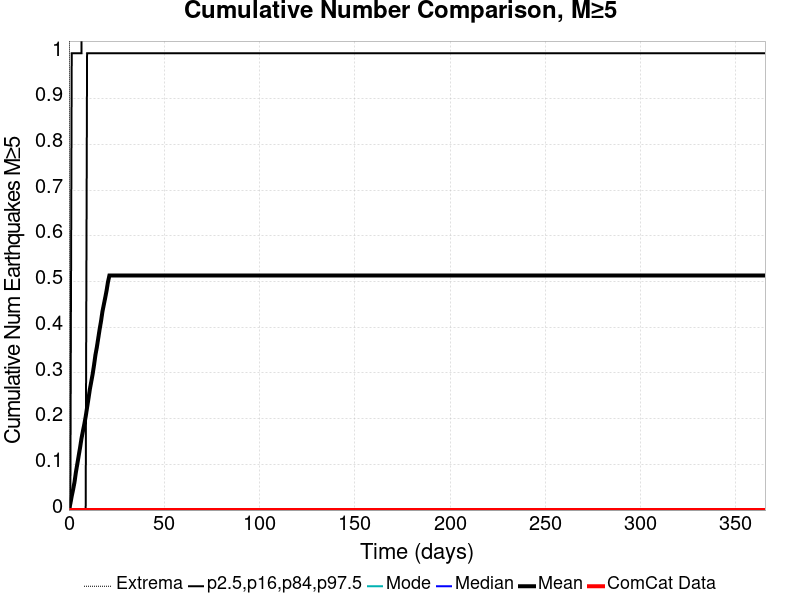 Cumulative Number Comparison, M≥5
Cumulative Num Earthquakes M≥5
1
0.9
0.8
0.7
0.6
0.5
0.4
0.3
0.2
0.1
0
0 50 100 150 200 250 300 350
Time (days)
Extrema p2.5,p16,p84,p97.5 Mode Median Mean ComCat Data